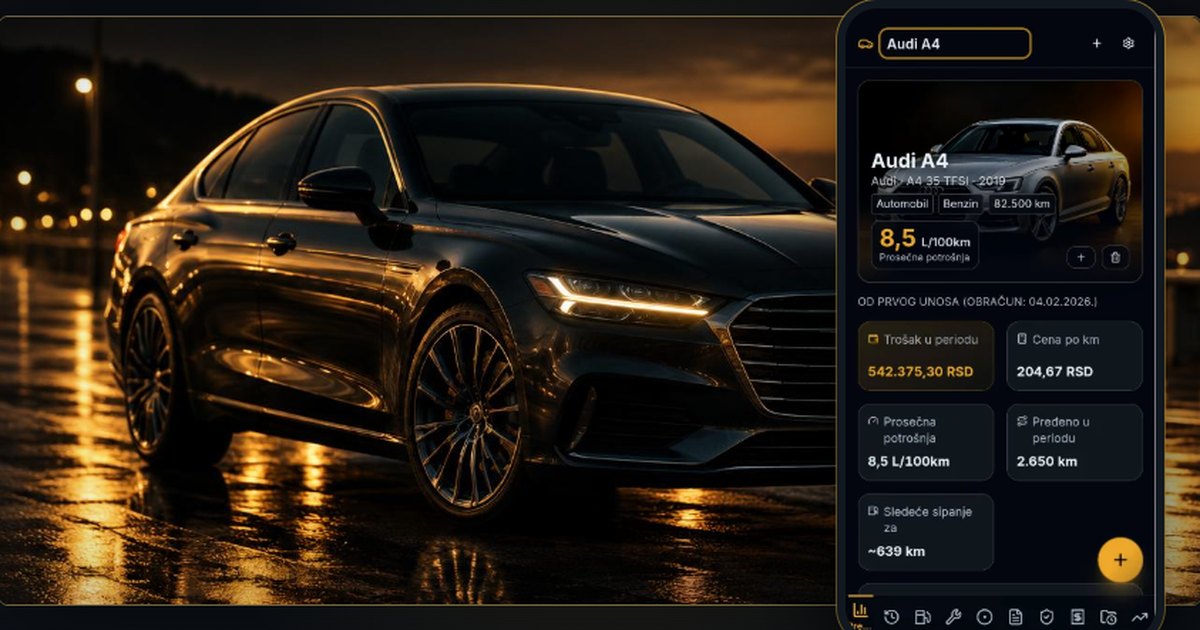 Audi A4
Audi A4
Audi · A4 35 TFSI · 2019
Automobil
Benzin
82.500 km
8,5 L/100km
Prosečna potrošnja
OD PRVOG UNOSA (OBRAČUN: 04.02.2026.)
Trošak u periodu
542.375,30 RSD
Cena po km
204,67 RSD
Prosečna
potrošnja
8,5 L/100km
Pređeno u
periodu
2.650 km
Sledeće sipanje
za
~639 km